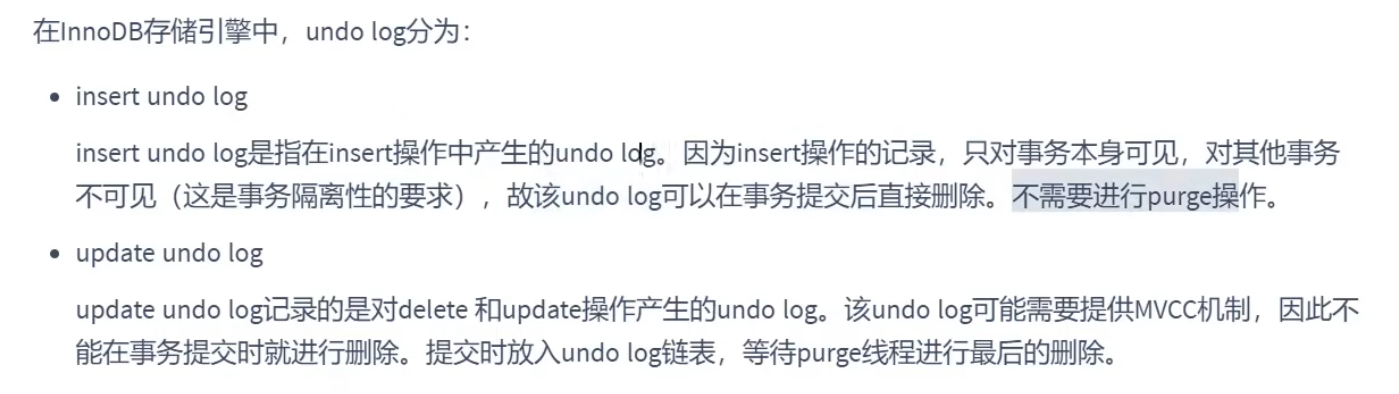 在InnoDB存储引擎中，undo log分为：
insert undo log
insert undo log是指在insert操作中产生的undo log。因为insert操作的记录，只对事务本身可见，对其他事务
不可见（这是事务隔离性的要求），故该undo log可以在事务提交后直接删除。不需要进行purge操作。
update undo log
update undo log记录的是对delete 和update操作产生的undo log。该undo log可能需要提供MVCC机制，因此不
能在事务提交时就进行删除。提交时放入undo log链表，等待purge线程进行最后的删除。